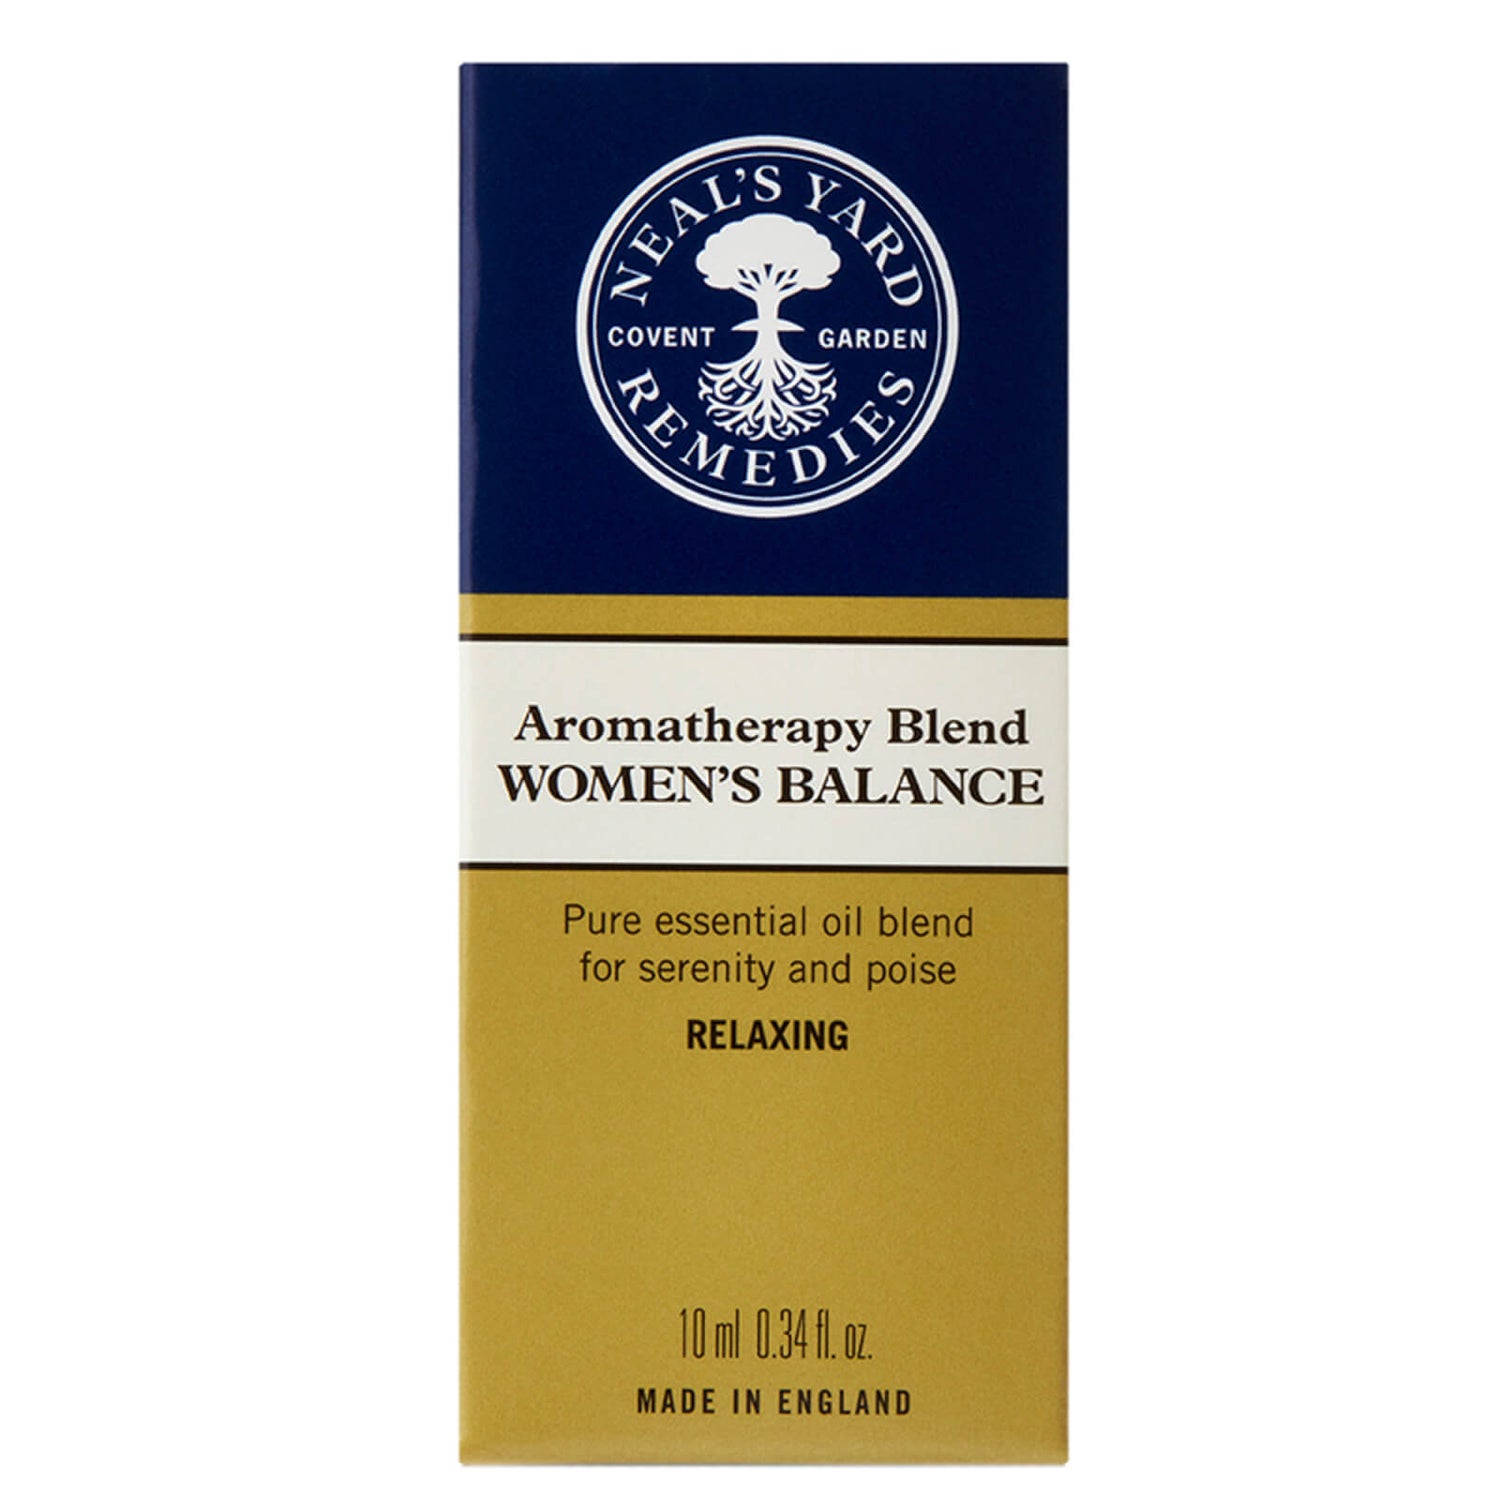 NEAL'S YARD
COVENT GARDEN
REMEDIES
Aromatherapy Blend
WOMEN'S BALANCE
Pure essential oil blend
for serenity and poise
RELAXING
10 ml 0.34 fl. oz.
MADE IN ENGLAND